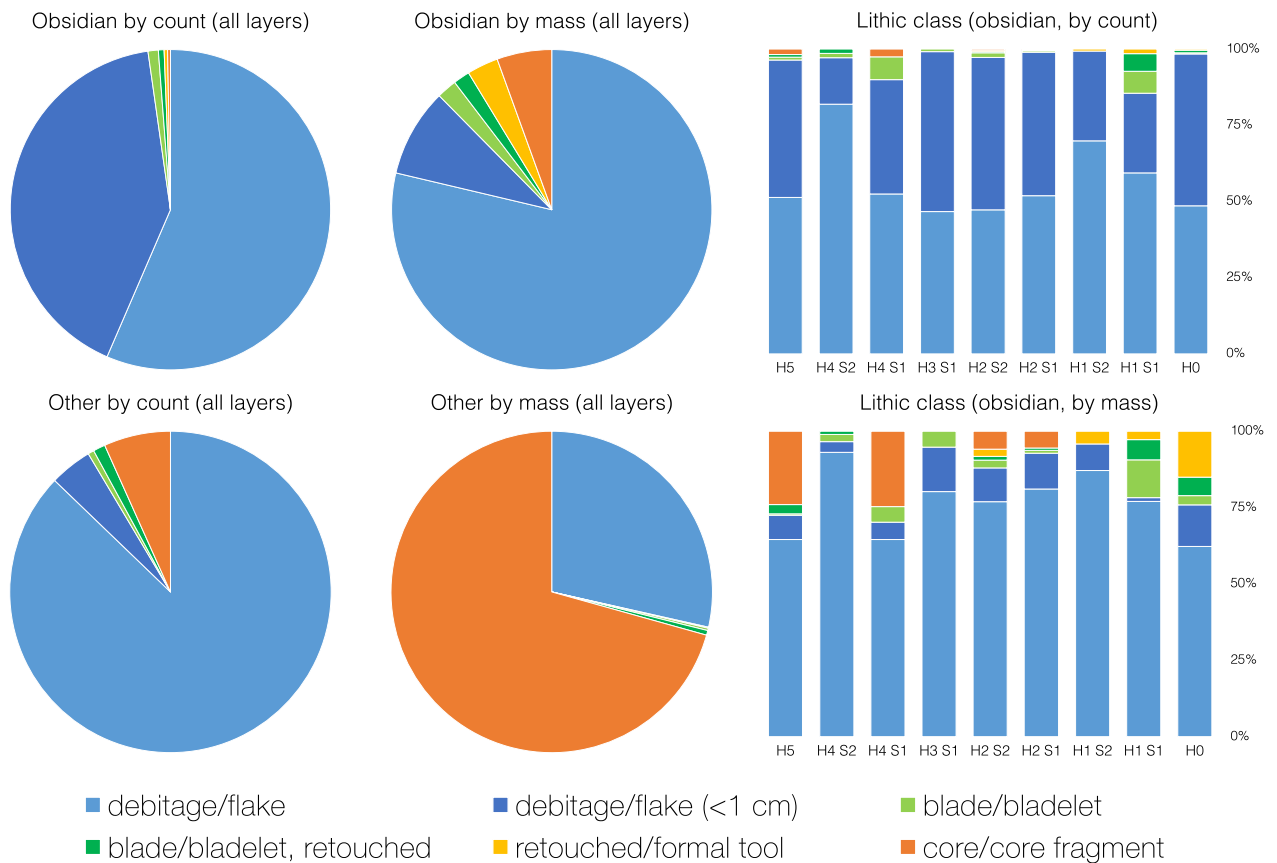 Obsidian by count (all layers)
Obsidian by mass (all layers)
Lithic class (obsidian, by count)
100%
75%
50%
25%
0%
H5 H4 S2 H4 S1 H3 S1 H2 S2 H2 S1 H1 S2 H1 S1 H0
Other by count (all layers)
Other by mass (all layers)
Lithic class (obsidian, by mass)
100%
75%
50%
25%
0%
H5 H4 S2 H4 S1 H3 S1 H2 S2 H2 S1 H1 S2 H1 S1 H0
debitage/flake
debitage/flake (<1 cm)
blade/bladelet
blade/bladelet, retouched
retouched/formal tool
core/core fragment